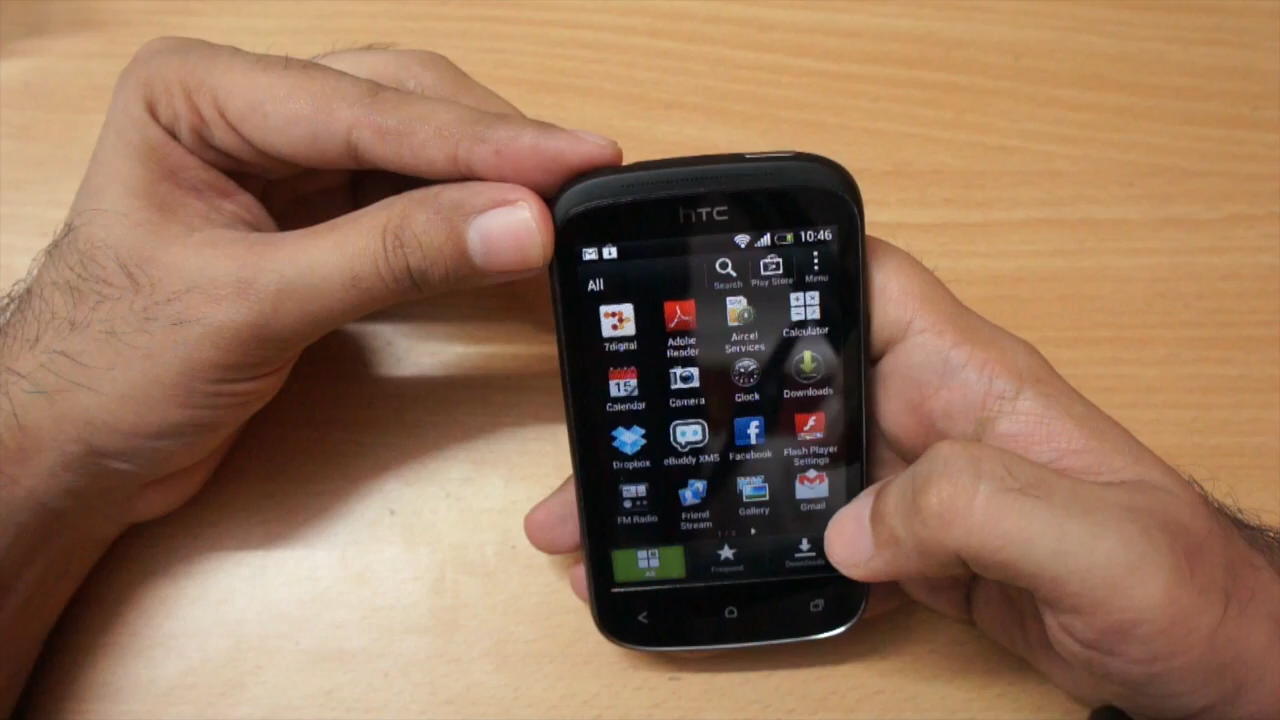 hTC
10:46
All
Search
Play Store
Menu
7digital
Adobe
Reader
Aircel
Services
Calculator
15
Calendar
Camera
Clock
Downloads
Dropbox
eBuddy XMS
Facebook
Flash Player
Settings
FM Radio
Friend
Stream
Gallery
Gmail
All
Frequent
Downloads